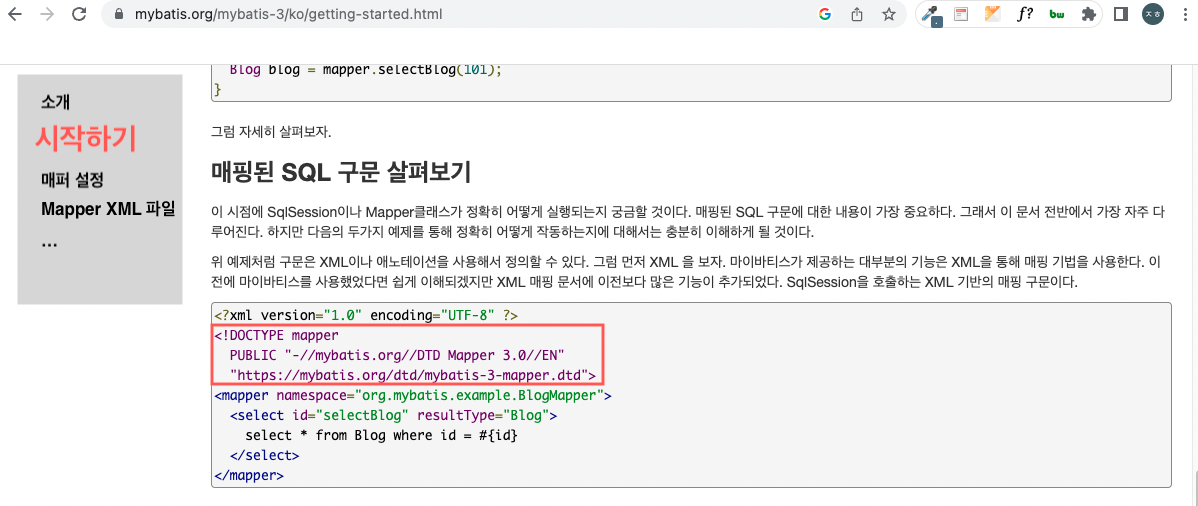 mybatis.org/mybatis-3/ko/getting-started.html
f?
bw
ㅈㅎ
소개
시작하기
매퍼 설정
Mapper XML 파일
...
Blog blog = mapper.selectBlog(101);
}
그럼 자세히 살펴보자.
매핑된 SQL 구문 살펴보기
이 시점에 SqlSession이나 Mapper클래스가 정확히 어떻게 실행되는지 궁금할 것이다. 매핑된 SQL 구문에 대한 내용이 가장 중요하다. 그래서 이 문서 전반에서 가장 자주 다
루어진다. 하지만 다음의 두가지 예제를 통해 정확히 어떻게 작동하는지에 대해서는 충분히 이해하게 될 것이다.
위 예제처럼 구문은 XML이나 애노테이션을 사용해서 정의할 수 있다. 그럼 먼저 XML 을 보자. 마이바티스가 제공하는 대부분의 기능은 XML을 통해 매핑 기법을 사용한다. 이
전에 마이바티스를 사용했었다면 쉽게 이해되겠지만 XML 매핑 문서에 이전보다 많은 기능이 추가되었다. SqlSession을 호출하는 XML 기반의 매핑 구문이다.
<?xml version="1.0" encoding="UTF-8" ?>
<!DOCTYPE mapper
PUBLIC "-//mybatis.org//DTD Mapper 3.0//EN"
"https://mybatis.org/dtd/mybatis-3-mapper.dtd">
<mapper namespace="org.mybatis.example.BlogMapper">
<select id="selectBlog" resultType="Blog">
select * from Blog where id = #{id}
</select>
</mapper>